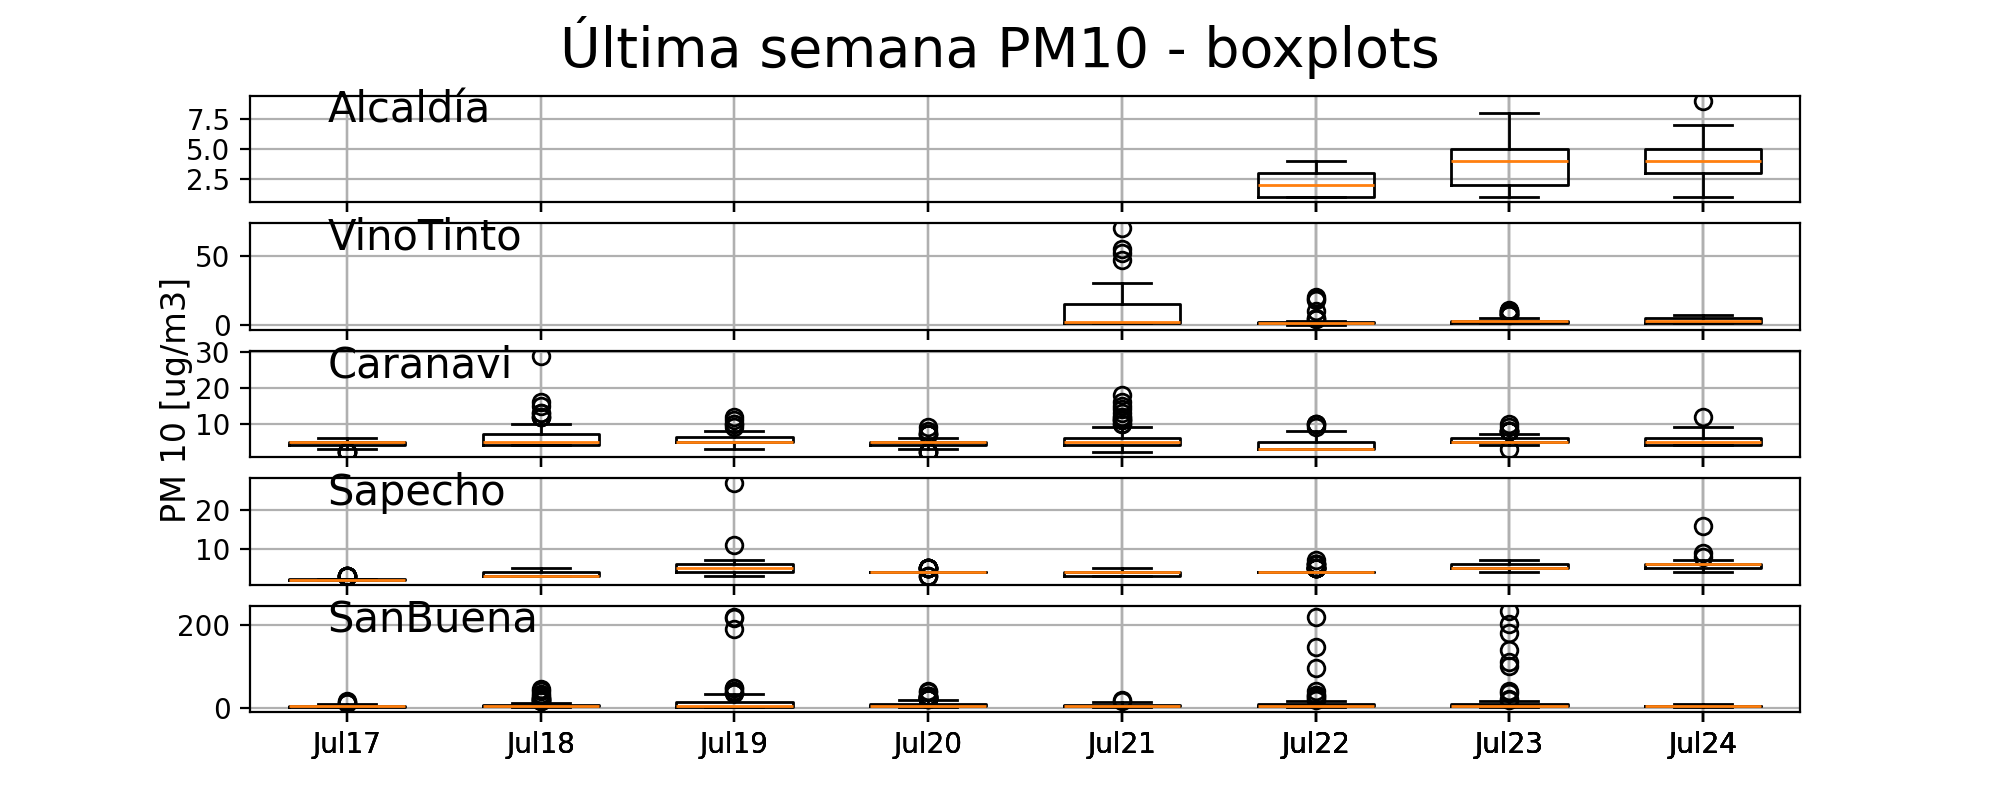 Última semana PM10 - boxplots
Alcaldía
7.5
5.0
2.5
VinoTinto
50
0
PM 10 [ug/m3]
Caranavi
30
20
10
Sapecho
20
10
SanBuena
200
0
Jul17 Jul18 Jul19 Jul20 Jul21 Jul22 Jul23 Jul24